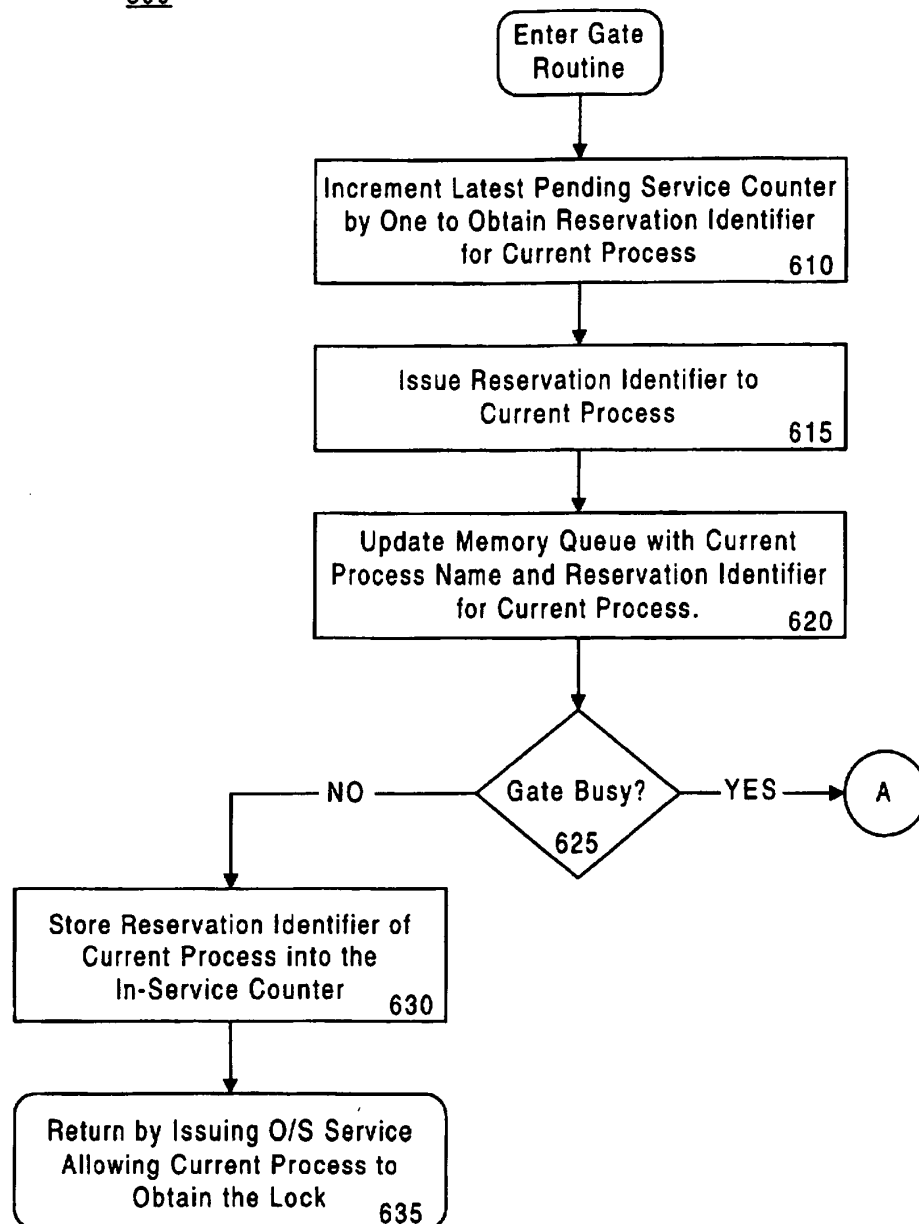 Enter Gate
Routine
Increment Latest Pending Service Counter
by One to Obtain Reservation Identifier
for Current Process
610
Issue Reservation Identifier to
Current Process
615
Update Memory Queue with Current
Process Name and Reservation Identifier
for Current Process.
620
Gate Busy?
625
NO
YES
A
Store Reservation Identifier of
Current Process into the
In-Service Counter
630
Return by Issuing O/S Service
Allowing Current Process to
Obtain the Lock
635